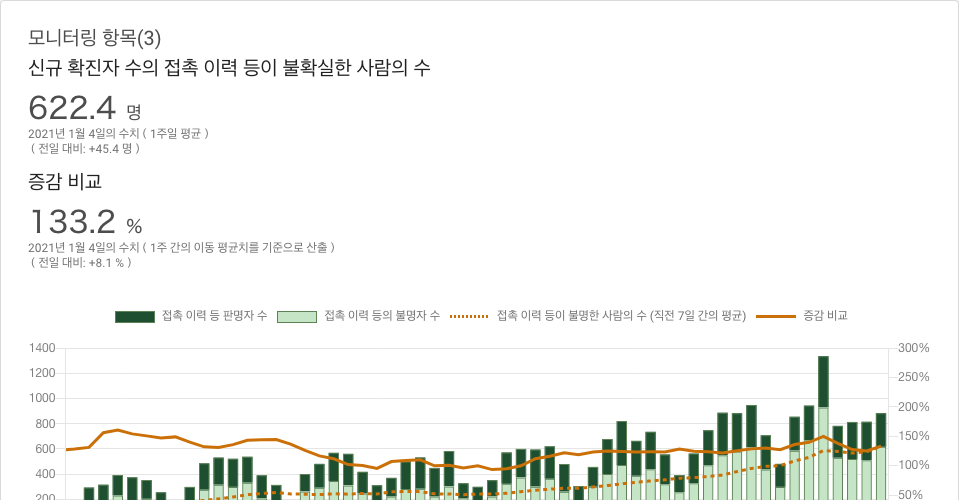 모니터링 항목(3)
신규 확진자 수의 접촉 이력 등이 불확실한 사람의 수
622.4 명
2021년 1월 4일의 수치 ( 1주일 평균 )
( 전일 대비: +45.4 명 )
증감 비교
133.2 %
2021년 1월 4일의 수치 ( 1주 간의 이동 평균치를 기준으로 산출 )
( 전일 대비: +8.1 % )
접촉 이력 등 판명자 수 접촉 이력 등의 불명자 수 접촉 이력 등이 불명한 사람의 수 (직전 7일 간의 평균) 증감 비교
1400 300%
1200 250%
1000 200%
800 150%
600 100%
400 50%
200